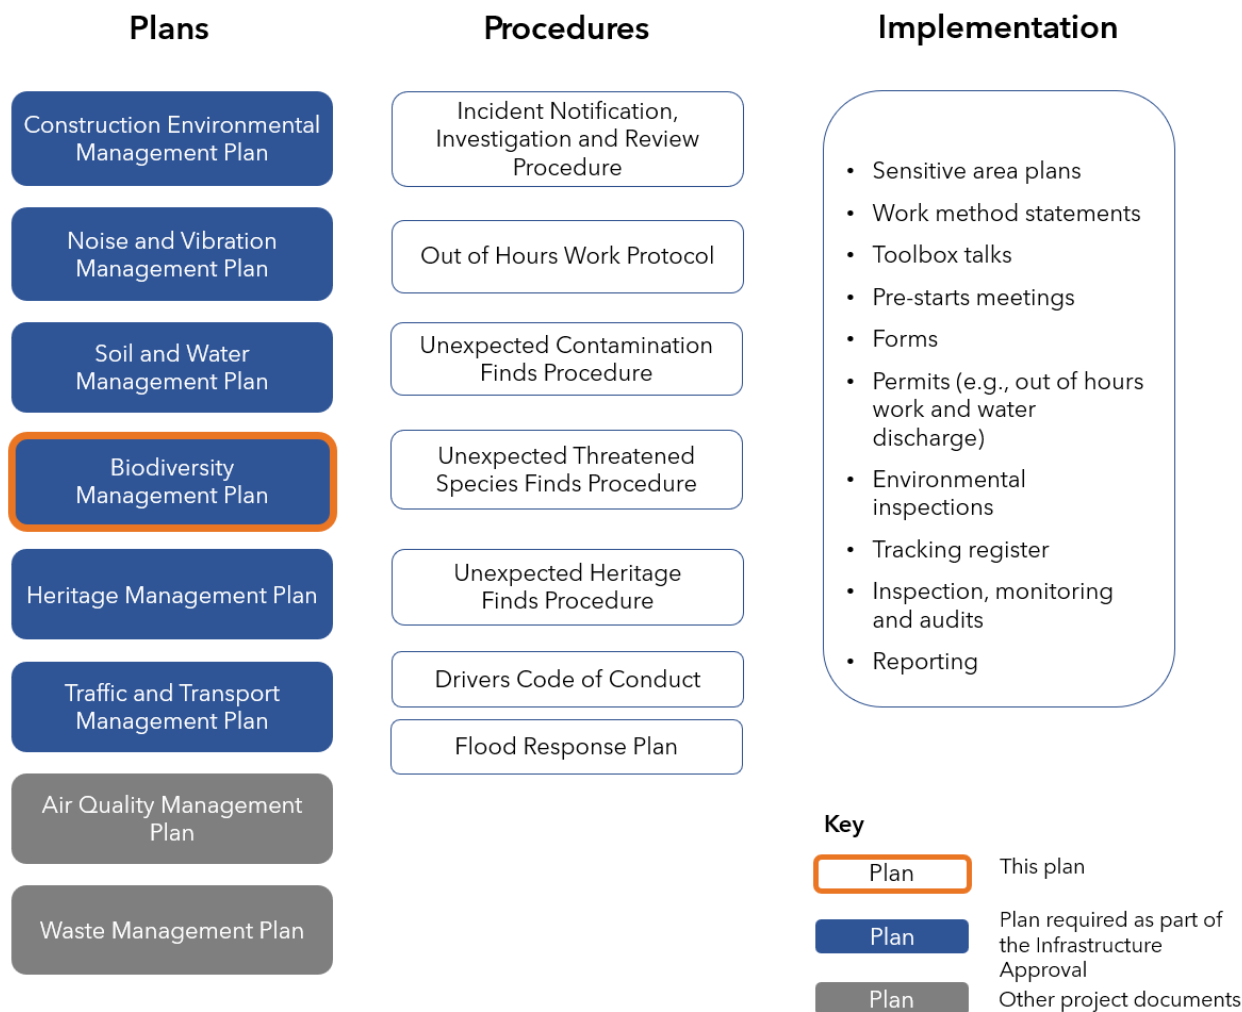 Plans
Construction Environmental
Management Plan
Noise and Vibration
Management Plan
Soil and Water
Management Plan
Biodiversity
Management Plan
Heritage Management Plan
Traffic and Transport
Management Plan
Air Quality Management
Plan
Waste Management Plan
Procedures
Incident Notification,
Investigation and Review
Procedure
Out of Hours Work Protocol
Unexpected Contamination
Finds Procedure
Unexpected Threatened
Species Finds Procedure
Unexpected Heritage
Finds Procedure
Drivers Code of Conduct
Flood Response Plan
Implementation
• Sensitive area plans
• Work method statements
• Toolbox talks
• Pre-starts meetings
• Forms
• Permits (e.g., out of hours
work and water
discharge)
• Environmental
inspections
• Tracking register
• Inspection, monitoring
and audits
• Reporting
Key
Plan
This plan
Plan
Plan required as part of
the Infrastructure
Approval
Plan
Other project documents